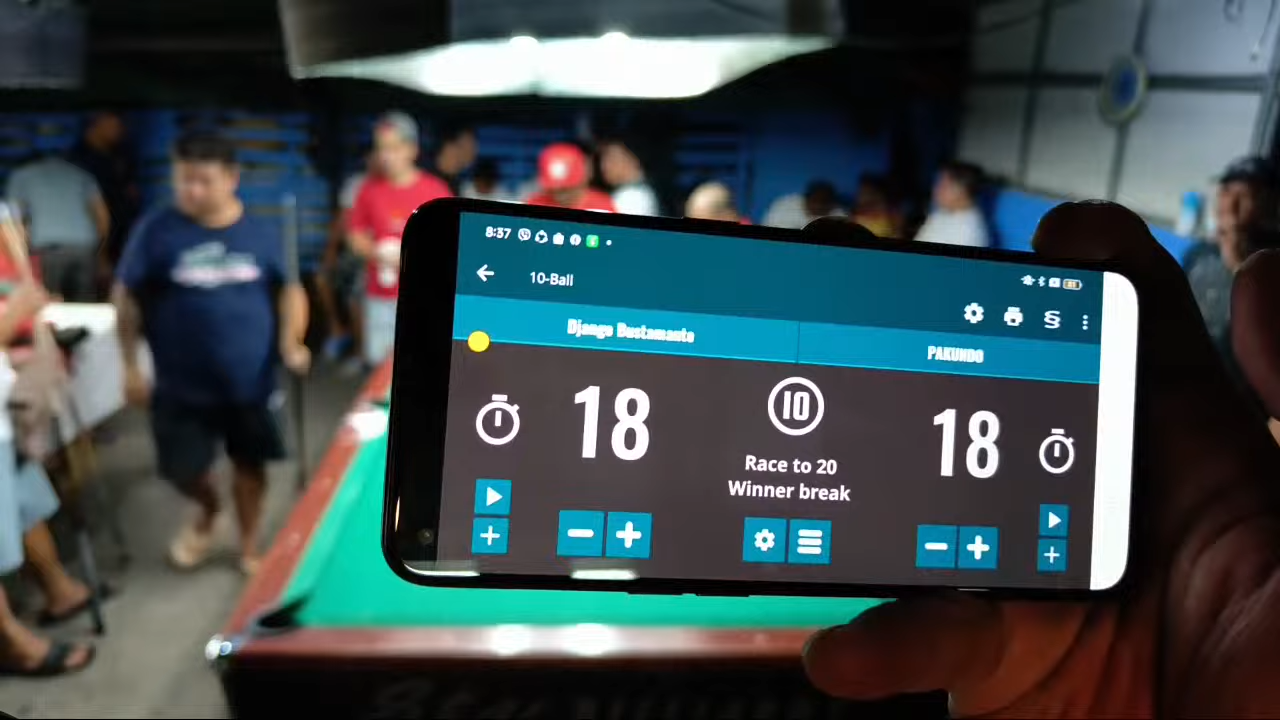 8:37
10-Ball
Django Bustamante
PAKUNDO
18
10
18
Race to 20
Winner break